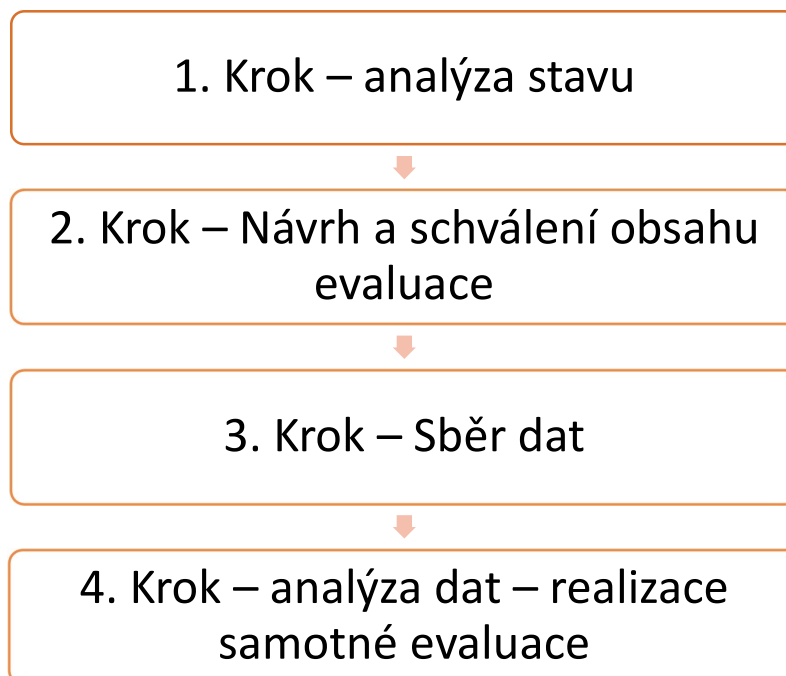 1. Krok – analýza stavu
2. Krok – Návrh a schválení obsahu
evaluace
3. Krok – Sběr dat
4. Krok – analýza dat – realizace
samotné evaluace